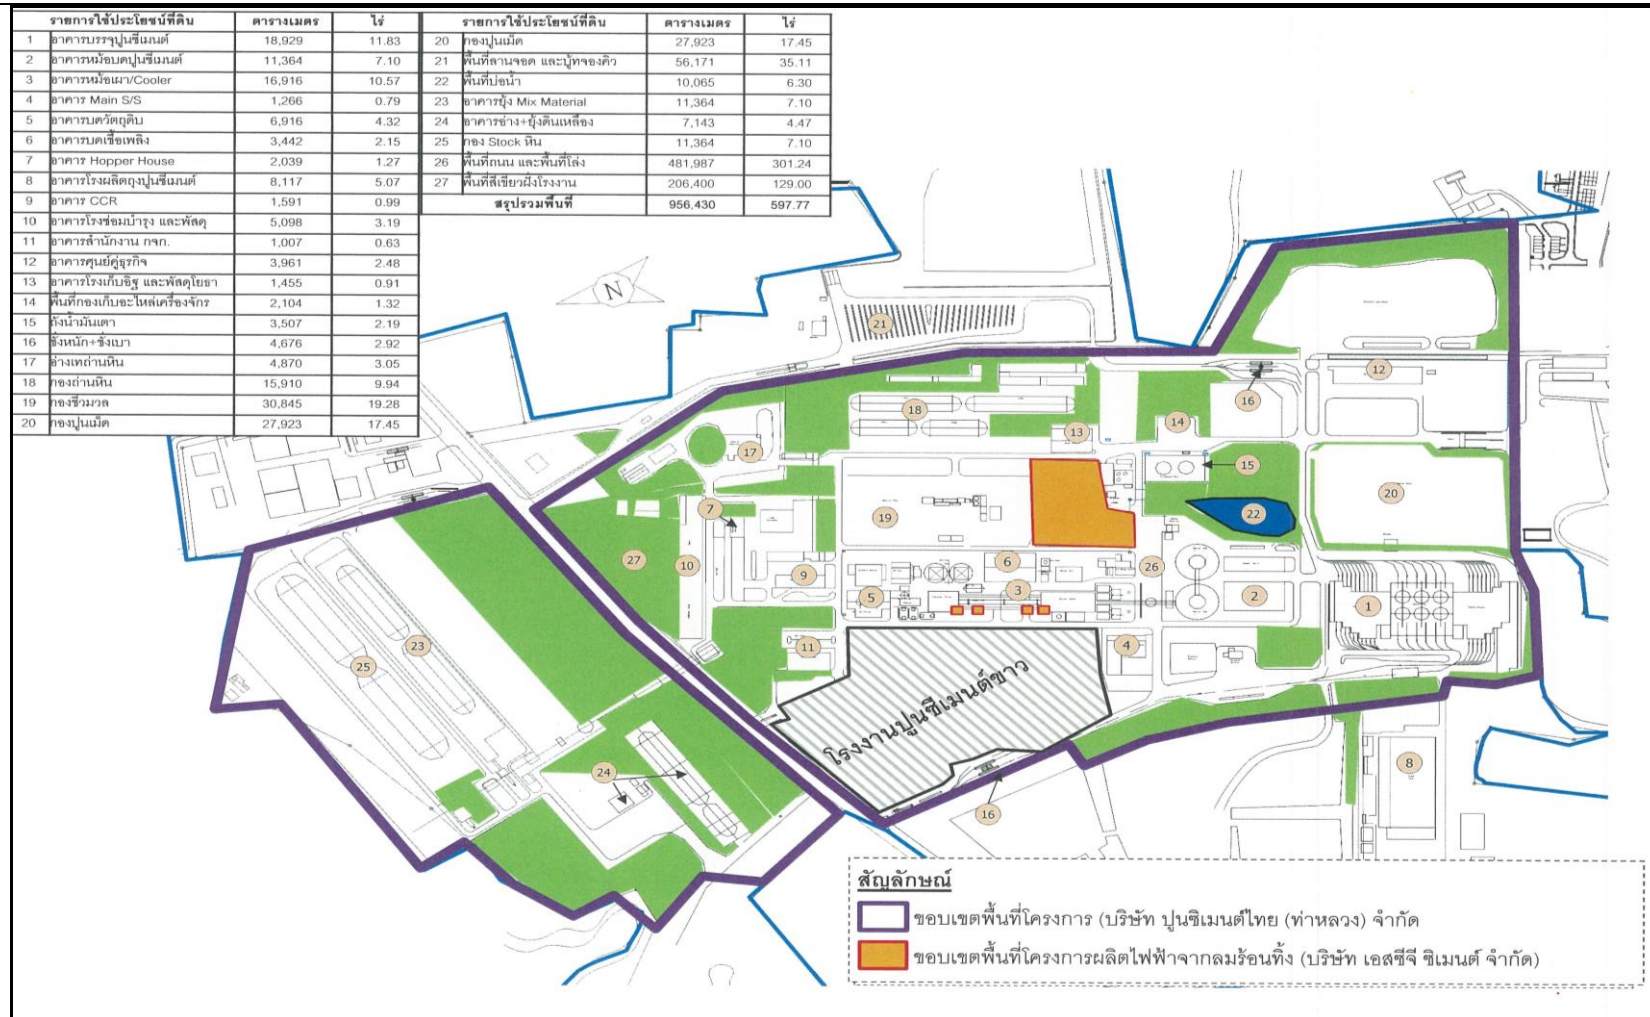 รายการใช้ประโยชน์ที่ดิน ตารางเมตร ไร่
1 อาคารบรรจุปูนซีเมนต์ 18,929 11.83
2 อาคารหม้อบดปูนซีเมนต์ 11,364 7.10
3 อาคารหม้อเผา/Cooler 16,916 10.57
4 อาคาร Main S/S 1,266 0.79
5 อาคารบดวัตถุดิบ 6,916 4.32
6 อาคารบดเชื้อเพลิง 3,442 2.15
7 อาคาร Hopper House 2,039 1.27
8 อาคารโรงผลิตถุงปูนซีเมนต์ 8,117 5.07
9 อาคาร CCR 1,591 0.99
10 อาคารโรงซ่อมบำรุง และพัสดุ 5,098 3.19
11 อาคารสำนักงาน กจก. 1,007 0.63
12 อาคารศูนย์คู่ธุรกิจ 3,961 2.48
13 อาคารโรงเก็บอิฐ และพัสดุโยธา 1,455 0.91
14 พื้นที่กองเก็บอะไหล่เครื่องจักร 2,104 1.32
15 ถังน้ำมันเตา 3,507 2.19
16 ชั่งหนัก+ชั่งเบา 4,676 2.92
17 อ่างเทถ่านหิน 4,870 3.05
18 กองถ่านหิน 15,910 9.94
19 กองชีวมวล 30,845 19.28
20 กองปูนเม็ด 27,923 17.45
รายการใช้ประโยชน์ที่ดิน ตารางเมตร ไร่
20 กองปูนเม็ด 27,923 17.45
21 พื้นที่ลานจอด และบู้ทจองคิว 56,171 35.11
22 พื้นที่บ่อน้ำ 10,065 6.30
23 อาคารยุ้ง Mix Material 11,364 7.10
24 อาคารอ่าง+ยุ้งดินเหลือง 7,143 4.47
25 กอง Stock หิน 11,364 7.10
26 พื้นที่ถนน และพื้นที่โล่ง 481,987 301.24
27 พื้นที่สีเขียวฝั่งโรงงาน 206,400 129.00
สรุปรวมพื้นที่ 956,430 597.77
N
21
12
16
18
14
13
17
15
20
7
19
22
27
10
6
26
9
3
5
2
1
11
4
23
25
โรงงานปูนซีเมนต์ขาว
8
24
16
สัญลักษณ์
ขอบเขตพื้นที่โครงการ (บริษัท ปูนซิเมนต์ไทย (ท่าหลวง) จำกัด
ขอบเขตพื้นที่โครงการผลิตไฟฟ้าจากลมร้อนทิ้ง (บริษัท เอสซีจี ซิเมนต์ จำกัด)